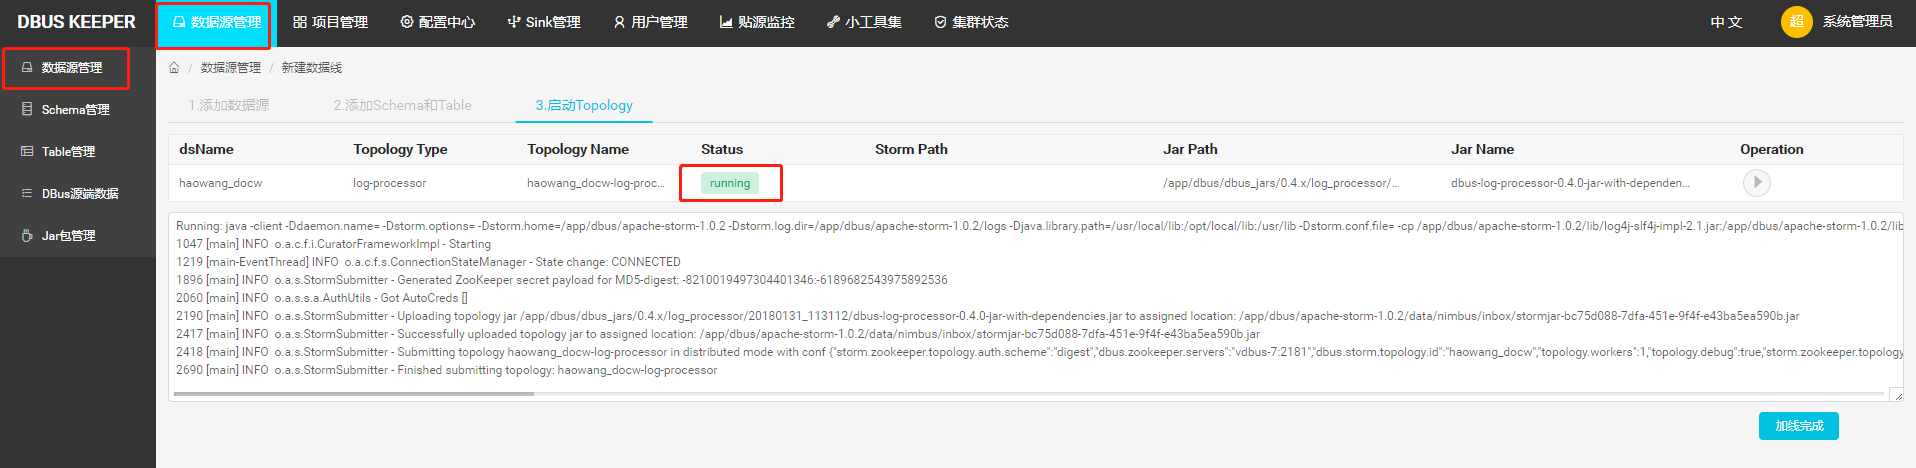 DBUS KEEPER 数据源管理 项目管理 配置中心 Sink管理 用户管理 贴源监控 小工具集 集群状态 中 文 超 系统管理员
数据源管理
Schema管理
Table管理
DBus源端数据
Jar包管理
/ 数据源管理 / 新建数据线
1.添加数据源 2.添加Schema和Table 3.启动Topology
dsName Topology Type Topology Name Status Storm Path Jar Path Jar Name Operation
haowang_docw log-processor haowang_docw-log-proc... running /app/dbus/dbus_jars/0.4.x/log_processor/... dbus-log-processor-0.4.0-jar-with-dependen...
Running: java -client -Ddaemon.name= -Dstorm.options= -Dstorm.home=/app/dbus/apache-storm-1.0.2 -Dstorm.log.dir=/app/dbus/apache-storm-1.0.2/logs -Djava.library.path=/usr/local/lib:/opt/local/lib:/usr/lib -Dstorm.conf.file= -cp /app/dbus/apache-storm-1.0.2/lib/log4j-slf4j-impl-2.1.jar:/app/dbus/apache-storm-1.0.2/lib
1047 [main] INFO o.a.c.f.i.CuratorFrameworkImpl - Starting
1219 [main-EventThread] INFO o.a.c.f.s.ConnectionStateManager - State change: CONNECTED
1896 [main] INFO o.a.s.StormSubmitter - Generated ZooKeeper secret payload for MD5-digest: -8210019497304401346:-6189682543975892536
2060 [main] INFO o.a.s.s.a.AuthUtils - Got AutoCreds []
2190 [main] INFO o.a.s.StormSubmitter - Uploading topology jar /app/dbus/dbus_jars/0.4.x/log_processor/20180131_113112/dbus-log-processor-0.4.0-jar-with-dependencies.jar to assigned location: /app/dbus/apache-storm-1.0.2/data/nimbus/inbox/stormjar-bc75d088-7dfa-451e-9f4f-e43ba5ea590b.jar
2417 [main] INFO o.a.s.StormSubmitter - Successfully uploaded topology jar to assigned location: /app/dbus/apache-storm-1.0.2/data/nimbus/inbox/stormjar-bc75d088-7dfa-451e-9f4f-e43ba5ea590b.jar
2418 [main] INFO o.a.s.StormSubmitter - Submitting topology haowang_docw-log-processor in distributed mode with conf {"storm.zookeeper.topology.auth.scheme":"digest","dbus.zookeeper.servers":"vdbus-7:2181","dbus.storm.topology.id":"haowang_docw","topology.workers":1,"topology.debug":true,"storm.zookeeper.topology
2690 [main] INFO o.a.s.StormSubmitter - Finished submitting topology: haowang_docw-log-processor
加线完成